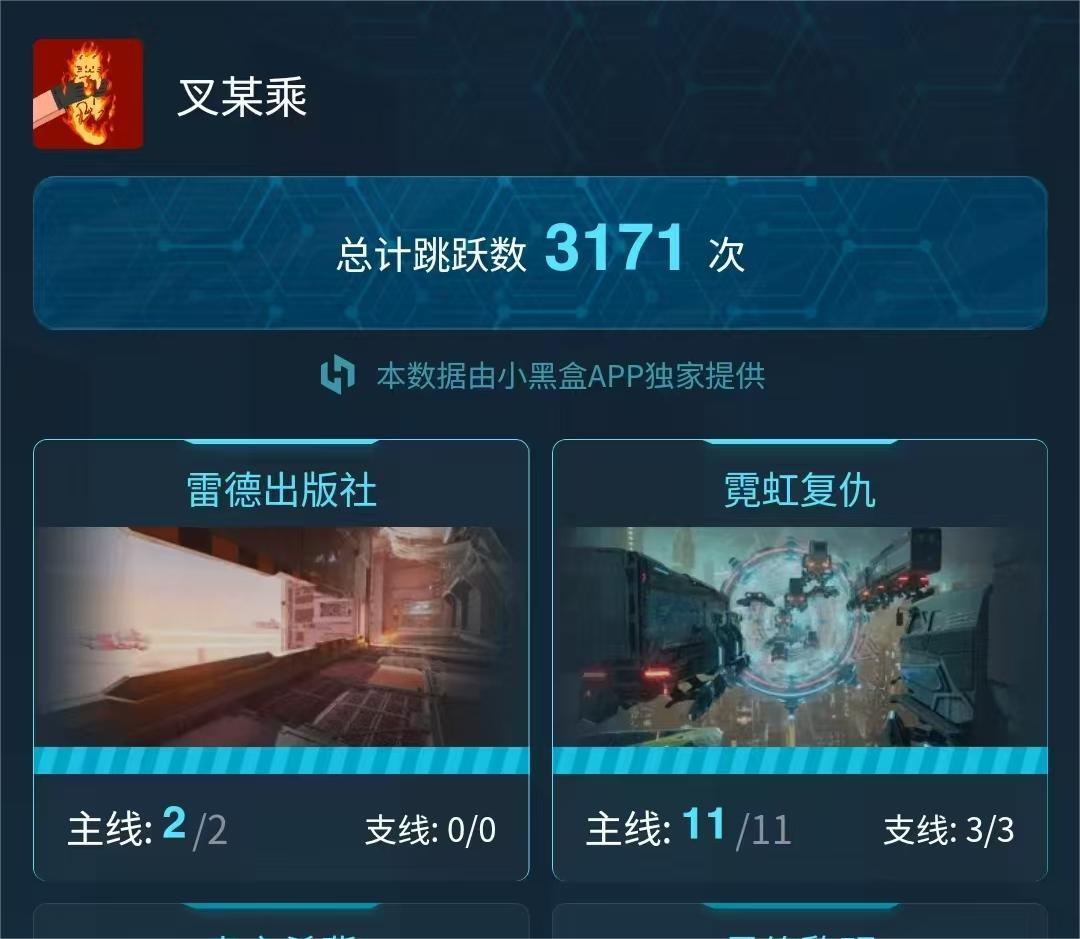 叉某乘
总计跳跃数 3171 次
本数据由小黑盒APP独家提供
雷德出版社
霓虹复仇
主线: 2/2 支线: 0/0
主线: 11/11 支线: 3/3